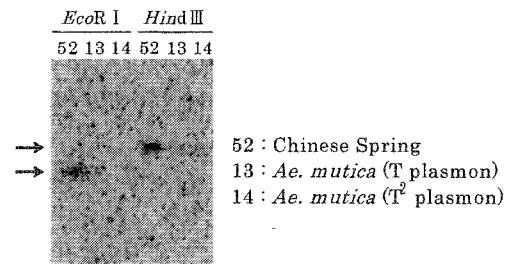 EcoR I HindⅢ
52 13 14 52 13 14
52 : Chinese Spring
13 : Ae. mutica (T plasmon)
14 : Ae. mutica (T² plasmon)